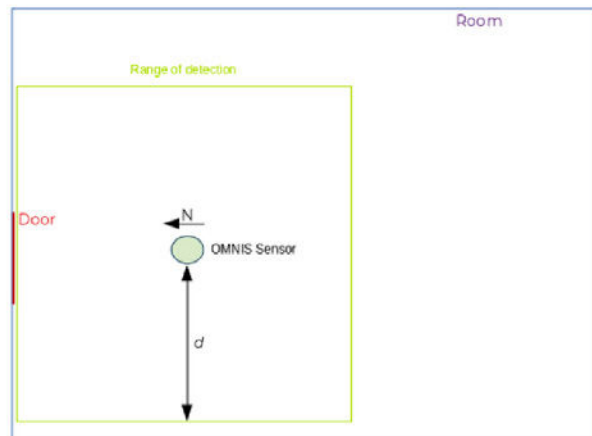 Room
Range of detection
Door
N
OMNIS Sensor
d